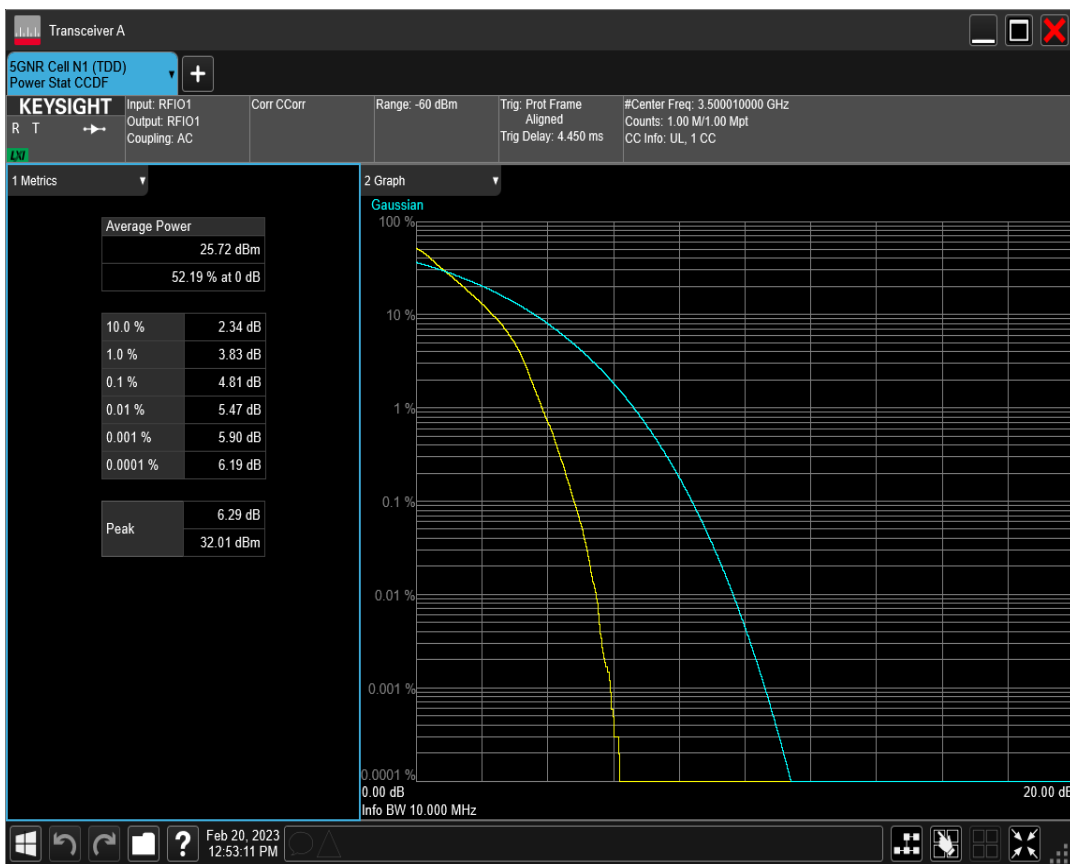 Transceiver A
5GNR Cell N1 (TDD)
Power Stat CCDF
+
KEYSIGHT
R T
LXI
Input: RFIO1
Output: RFIO1
Coupling: AC
Corr CCorr
Range: -60 dBm
Trig: Prot Frame
Aligned
Trig Delay: 4.450 ms
#Center Freq: 3.500010000 GHz
Counts: 1.00 M/1.00 Mpt
CC Info: UL, 1 CC
1 Metrics
Average Power
25.72 dBm
52.19 % at 0 dB
10.0 % 2.34 dB
1.0 % 3.83 dB
0.1 % 4.81 dB
0.01 % 5.47 dB
0.001 % 5.90 dB
0.0001 % 6.19 dB
Peak 6.29 dB
32.01 dBm
2 Graph
Gaussian
100 %
10 %
1 %
0.1 %
0.01 %
0.001 %
0.0001 %
0.00 dB 20.00 dB
Info BW 10.000 MHz
?
Feb 20, 2023
12:53:11 PM